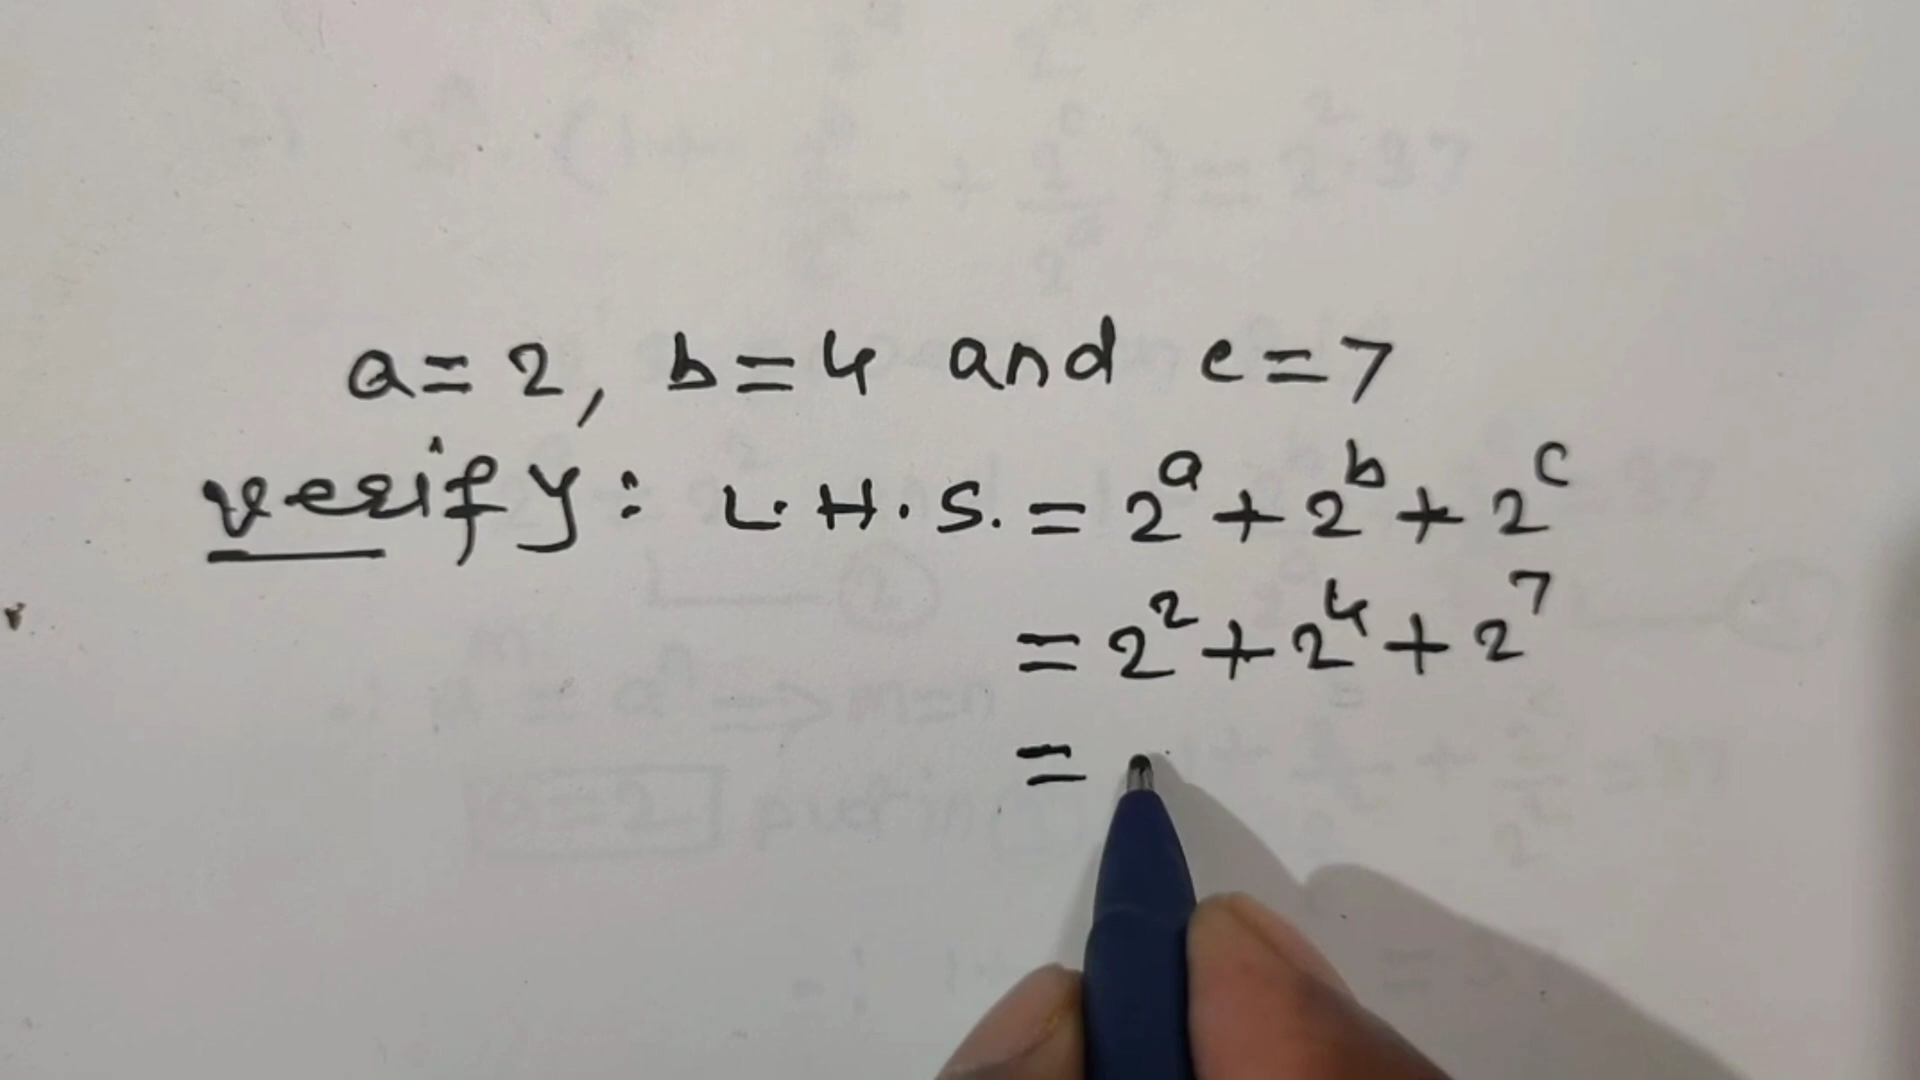 a = 2, b = 4 and c = 7
verify: L.H.S. = 2^a + 2^b + 2^c
= 2^2 + 2^4 + 2^7
=